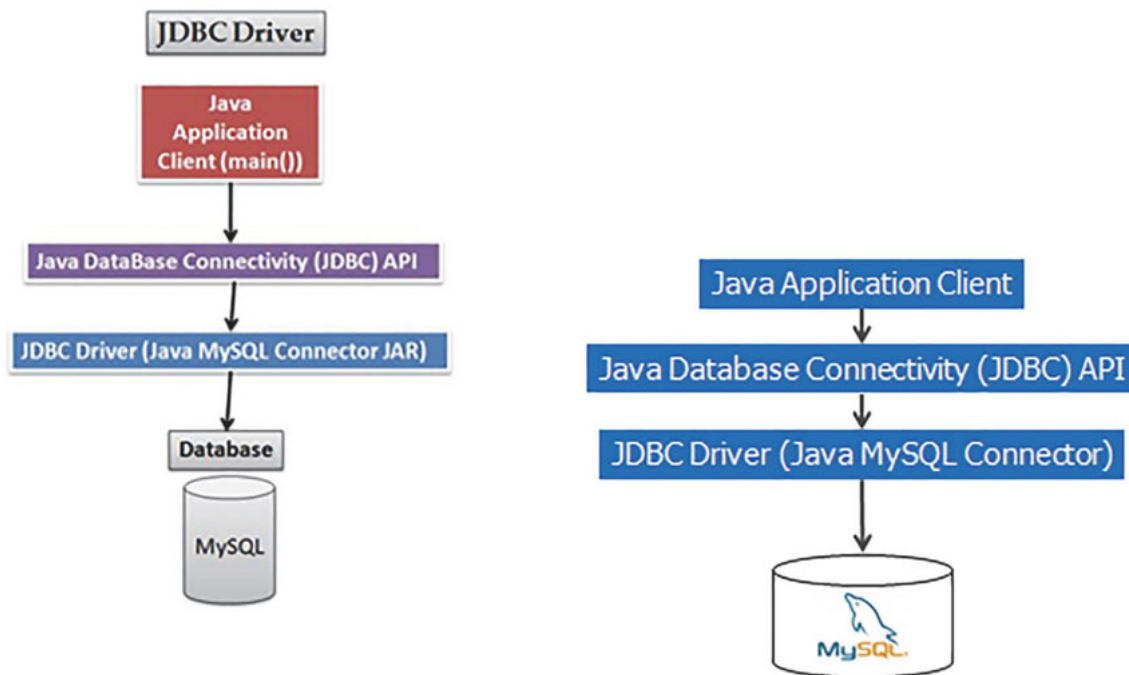 JDBC Driver
Java
Application
Client (main())
Java DataBase Connectivity (JDBC) API
JDBC Driver (Java MySQL Connector JAR)
Database
MySQL
Java Application Client
Java Database Connectivity (JDBC) API
JDBC Driver (Java MySQL Connector)
MySQL